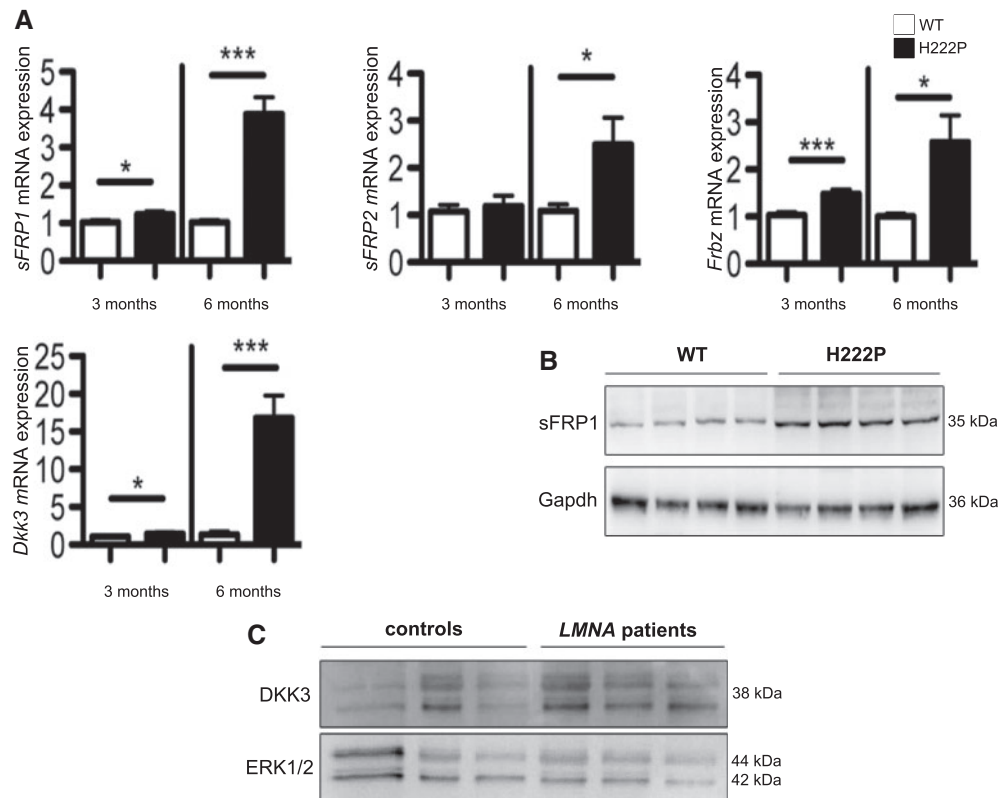 A
WT
H222P
sFRP1 mRNA expression
5
4
3
2
1
0
*
***
3 months
6 months
sFRP2 mRNA expression
4
3
2
1
0
*
3 months
6 months
Frbz mRNA expression
4
3
2
1
0
***
*
3 months
6 months
Dkk3 mRNA expression
25
20
15
10
5
0
*
***
3 months
6 months
B
WT
H222P
sFRP1
35 kDa
Gapdh
36 kDa
C
controls
LMNA patients
DKK3
38 kDa
ERK1/2
44 kDa
42 kDa